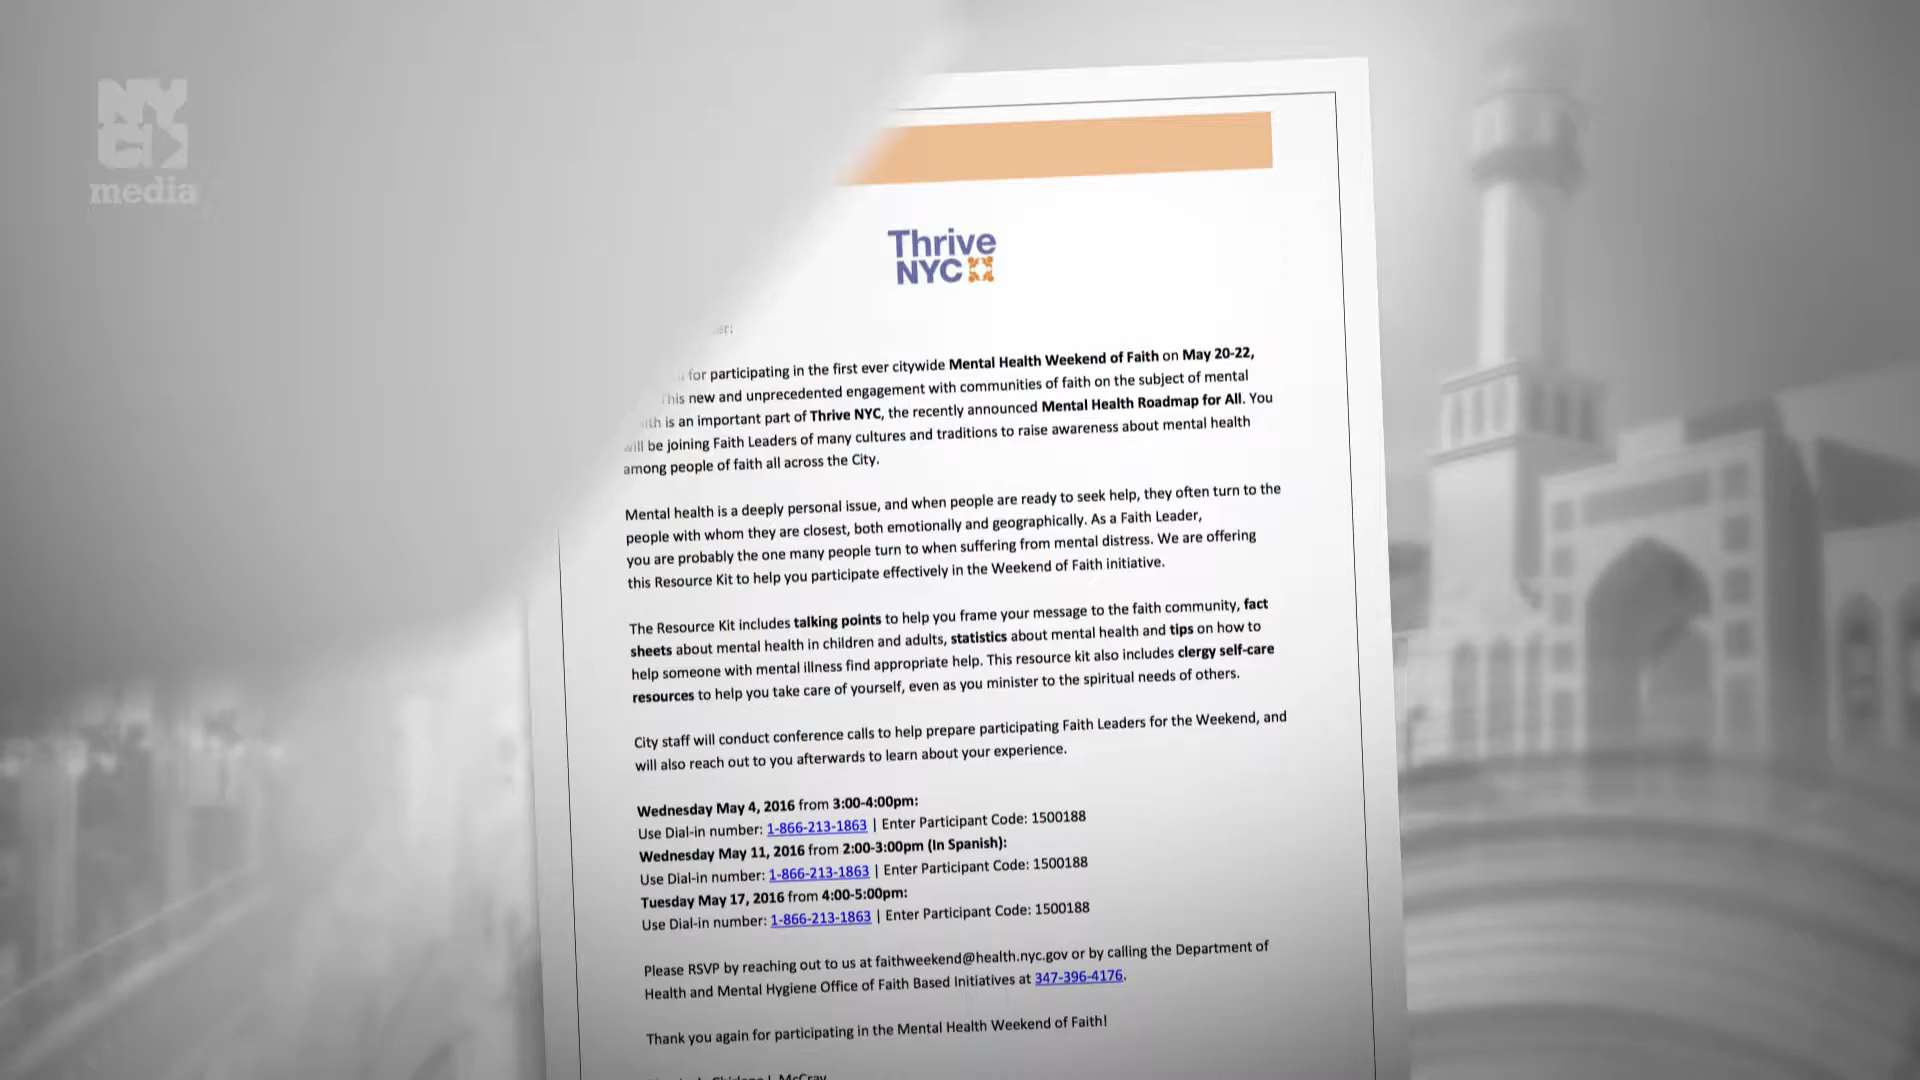 NYC
media
Thrive
NYC
for participating in the first ever citywide Mental Health Weekend of Faith on May 20-22,
his new and unprecedented engagement with communities of faith on the subject of mental
is an important part of Thrive NYC, the recently announced Mental Health Roadmap for All. You
will be joining Faith Leaders of many cultures and traditions to raise awareness about mental health
among people of faith all across the City.
Mental health is a deeply personal issue, and when people are ready to seek help, they often turn to the
people with whom they are closest, both emotionally and geographically. As a Faith Leader,
you are probably the one many people turn to when suffering from mental distress. We are offering
this Resource Kit to help you participate effectively in the Weekend of Faith initiative.
The Resource Kit includes talking points to help you frame your message to the faith community, fact
sheets about mental health in children and adults, statistics about mental health and tips on how to
help someone with mental illness find appropriate help. This resource kit also includes clergy self-care
resources to help you take care of yourself, even as you minister to the spiritual needs of others.
City staff will conduct conference calls to help prepare participating Faith Leaders for the Weekend, and
will also reach out to you afterwards to learn about your experience.
Wednesday May 4, 2016 from 3:00-4:00pm:
Use Dial-in number: 1-866-213-1863 | Enter Participant Code: 1500188
Wednesday May 11, 2016 from 2:00-3:00pm (In Spanish):
Use Dial-in number: 1-866-213-1863 | Enter Participant Code: 1500188
Tuesday May 17, 2016 from 4:00-5:00pm:
Use Dial-in number: 1-866-213-1863 | Enter Participant Code: 1500188
Please RSVP by reaching out to us at faithweekend@health.nyc.gov or by calling the Department of
Health and Mental Hygiene Office of Faith Based Initiatives at 347-396-4176.
Thank you again for participating in the Mental Health Weekend of Faith!
McCray